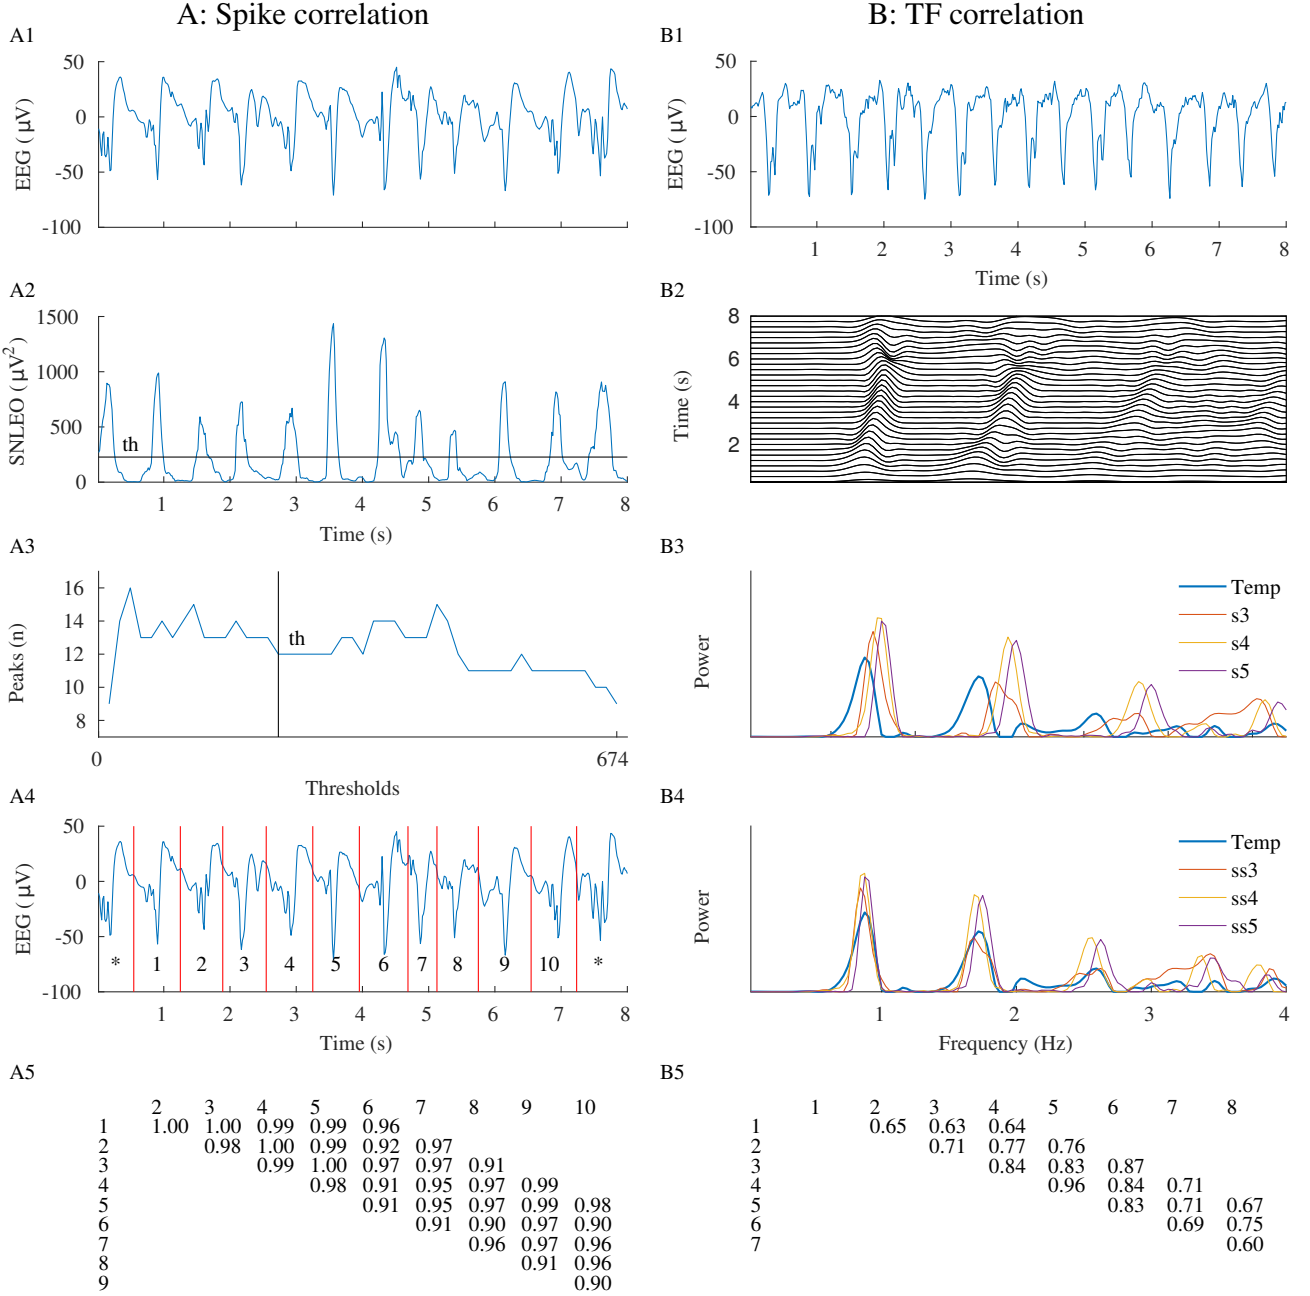 A: Spike correlation
A1
50
0
-50
-100
EEG (μV)
A2
1500
1000
500
0
SNLEO (μV²)
th
1 2 3 4 5 6 7 8
Time (s)
A3
16
14
12
10
8
Peaks (n)
th
0 674
Thresholds
A4
50
0
-50
-100
EEG (μV)
* 1 2 3 4 5 6 7 8 9 10 *
1 2 3 4 5 6 7 8
Time (s)
A5
2 3 4 5 6 7 8 9 10
1 1.00 1.00 0.99 0.99 0.96
2 0.98 1.00 0.99 0.92 0.97
3 0.99 1.00 0.97 0.97 0.91
4 0.98 0.91 0.95 0.97 0.99
5 0.91 0.95 0.97 0.99 0.98
6 0.91 0.90 0.97 0.90
7 0.96 0.97 0.96
8 0.91 0.96
9 0.90
B: TF correlation
B1
50
0
-50
-100
EEG (μV)
1 2 3 4 5 6 7 8
Time (s)
B2
8
6
4
2
Time (s)
B3
Power
Temp
s3
s4
s5
B4
Power
Temp
ss3
ss4
ss5
1 2 3 4
Frequency (Hz)
B5
1 2 3 4 5 6 7 8
1 0.65 0.63 0.64
2 0.71 0.77 0.76
3 0.84 0.83 0.87
4 0.96 0.84 0.71
5 0.83 0.71 0.67
6 0.69 0.75
7 0.60